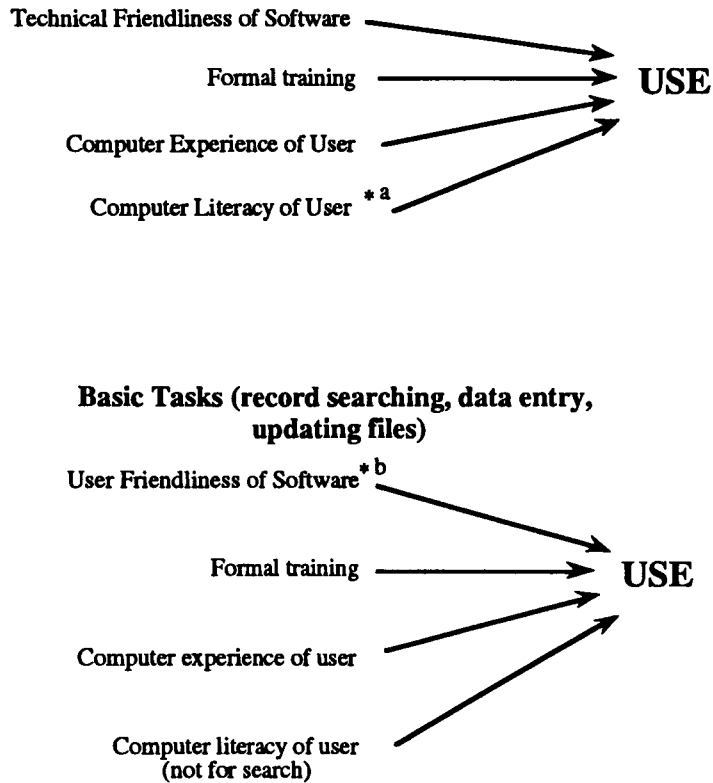 Technical Friendliness of Software
Formal training
USE
Computer Experience of User
Computer Literacy of User * a
Basic Tasks (record searching, data entry,
updating files)
User Friendliness of Software * b
Formal training
USE
Computer experience of user
Computer literacy of user
(not for search)